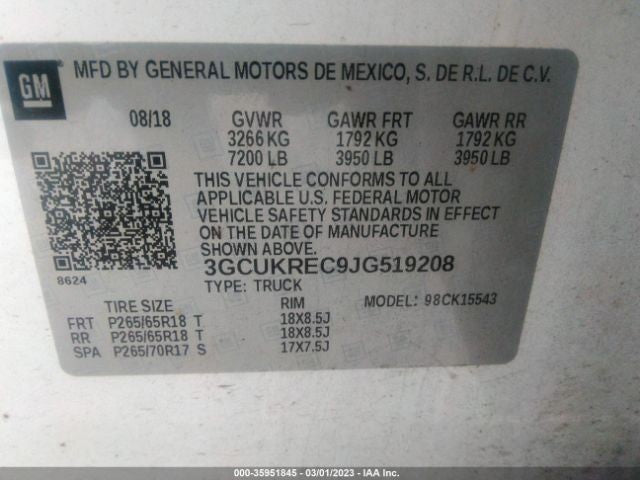 GM MFD BY GENERAL MOTORS DE MEXICO, S. DE R.L. DE C.V.
08/18 GVWR GAWR FRT GAWR RR
3266 KG 1792 KG 1792 KG
7200 LB 3950 LB 3950 LB
THIS VEHICLE CONFORMS TO ALL
APPLICABLE U.S. FEDERAL MOTOR
VEHICLE SAFETY STANDARDS IN EFFECT
ON THE DATE OF MANUFACTURE
SHOWN ABOVE.
8624
3GCUKREC9JG519208
TYPE: TRUCK
MODEL: 98CK15543
TIRE SIZE RIM
FRT P265/65R18 T 18X8.5J
RR P265/65R18 T 18X8.5J
SPA P265/70R17 S 17X7.5J
000-35951845 - 03/01/2023 - IAA Inc.